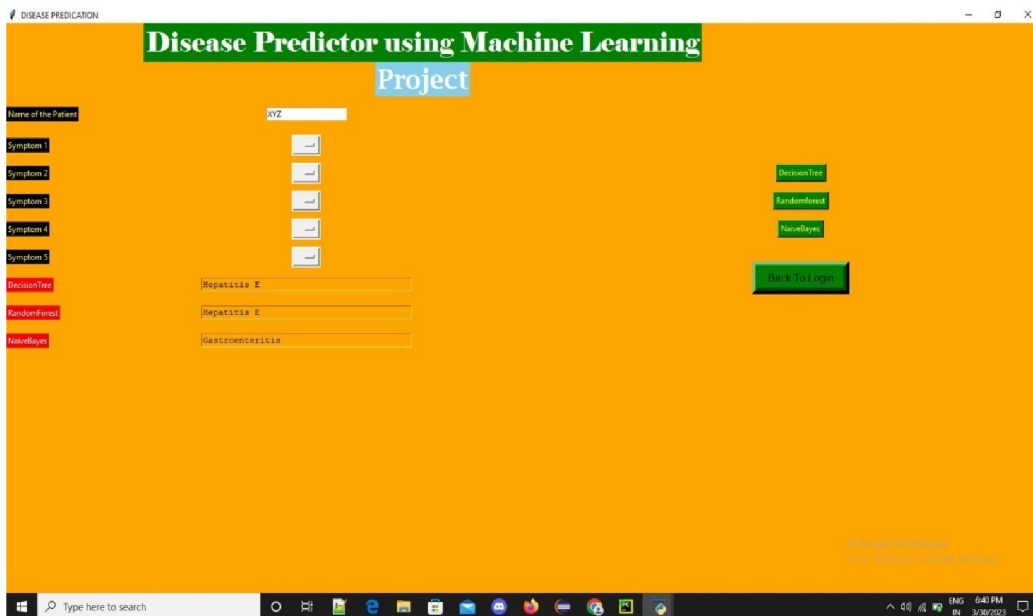 DISEASE PREDICATION
Disease Predictor using Machine Learning
Project
Name of the Patient XYZ
Symptom 1
Symptom 2 DecisionTree
Symptom 3 Randomforest
Symptom 4 NaiveBayes
Symptom 5
Back To Login
DecisionTree Hepatitis E
RandomForest Hepatitis E
NaiveBayes Gastroenteritis
Activate Windows
Type here to search
ENG 6:40 PM
IN 3/30/2023